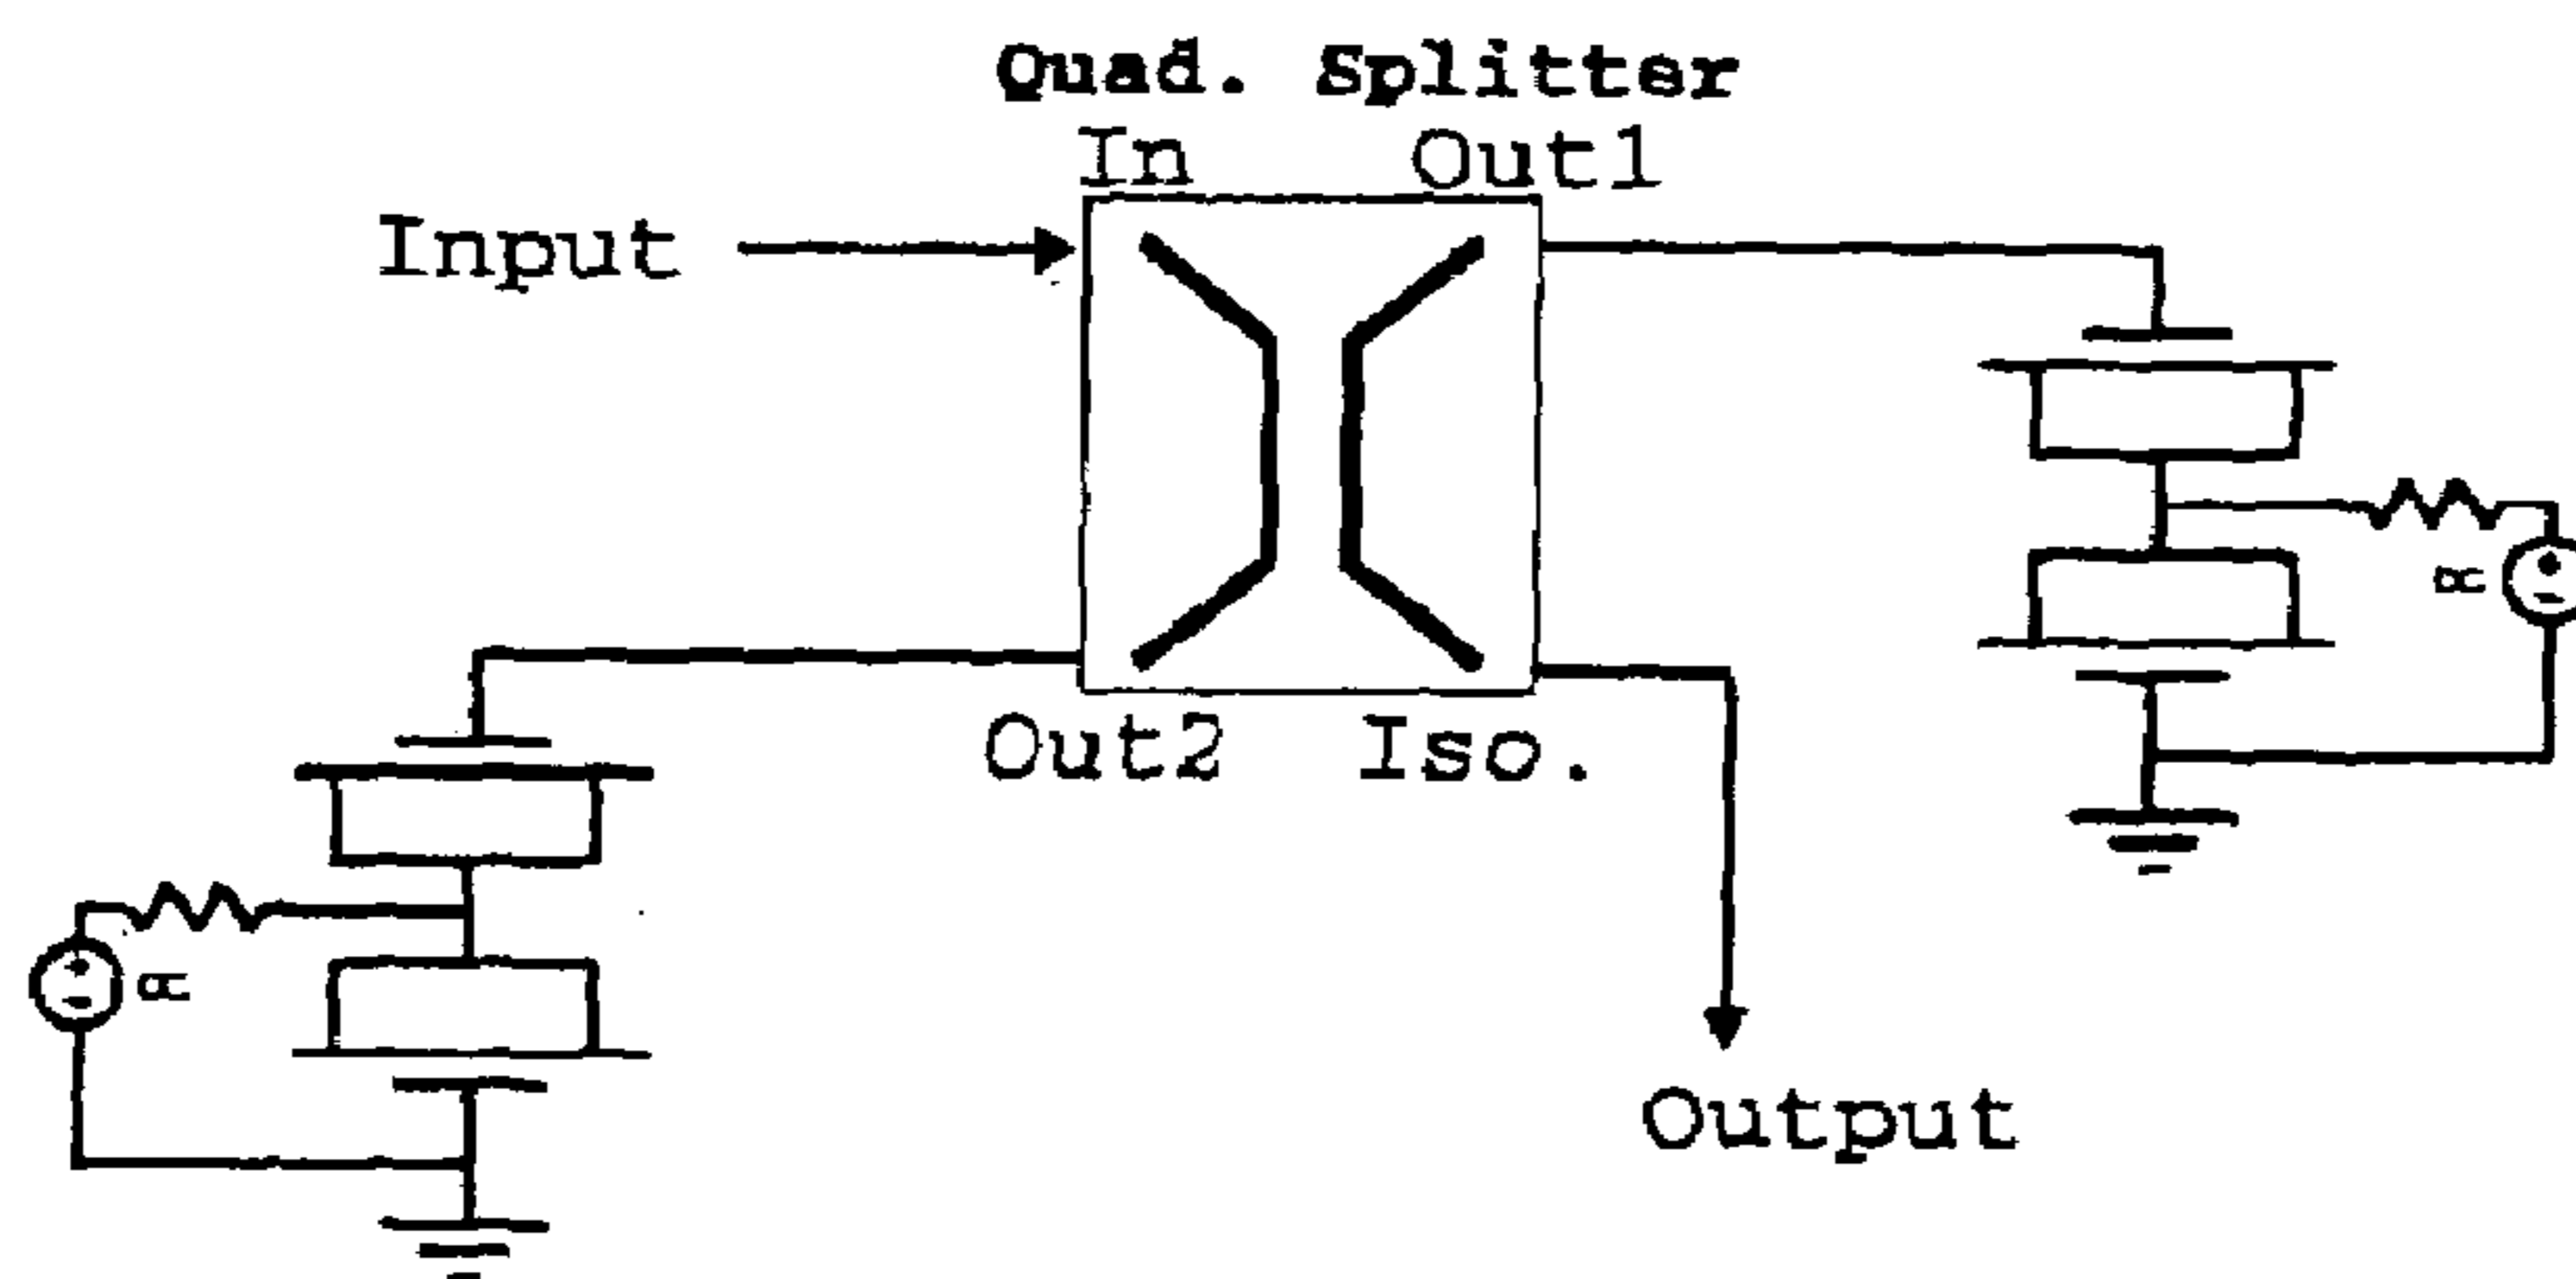 Quad. Splitter
In Out1
Input
Out2 Iso.
Output